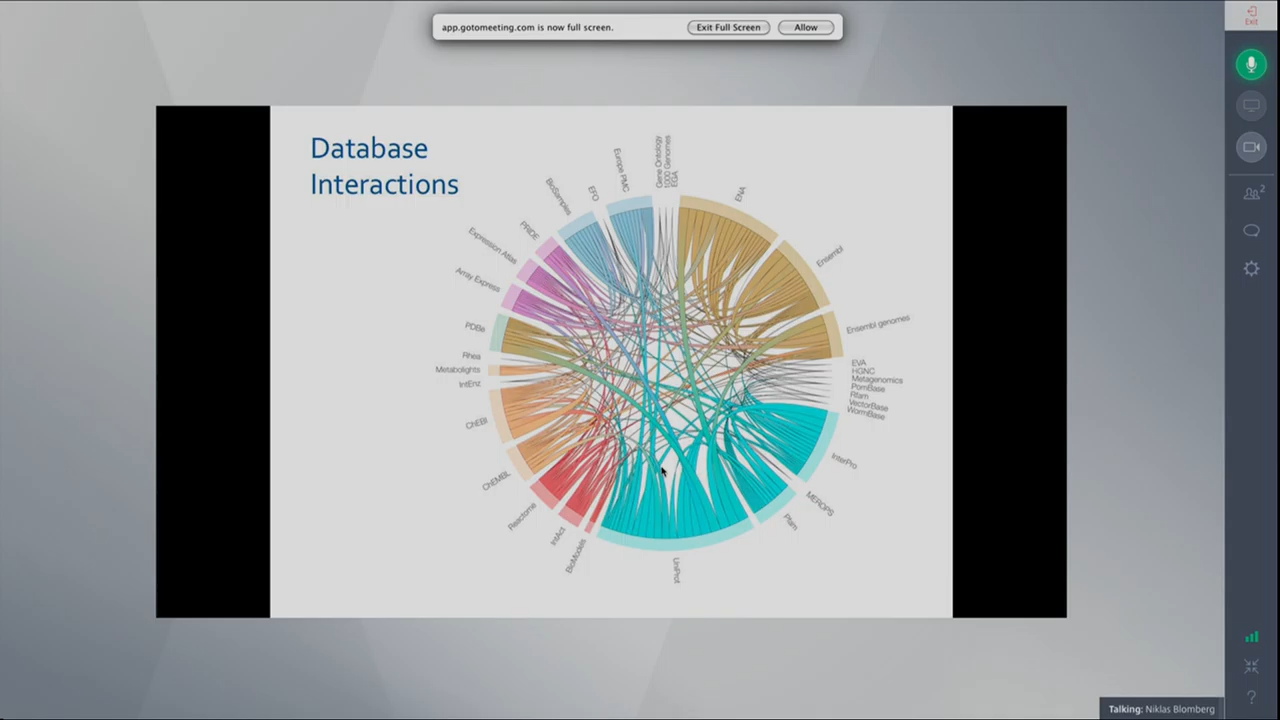 app.gotomeeting.com is now full screen.
Exit Full Screen
Allow
Exit
2
Database
Interactions
Gene Ontology
1000 Genomes
EGA
ENA
Ensembl
Ensembl genomes
EVA
HGNC
Metagenomics
PomBase
Rfam
VectorBase
WormBase
InterPro
MEROPS
Pfam
UniProt
BioModels
IntAct
Reactome
ChEMBL
ChEBI
IntEnz
Metabolights
Rhea
PDBe
Array Express
Expression Atlas
PRIDE
BioSamples
EFO
Europe PMC
?
Talking: Niklas Blomberg